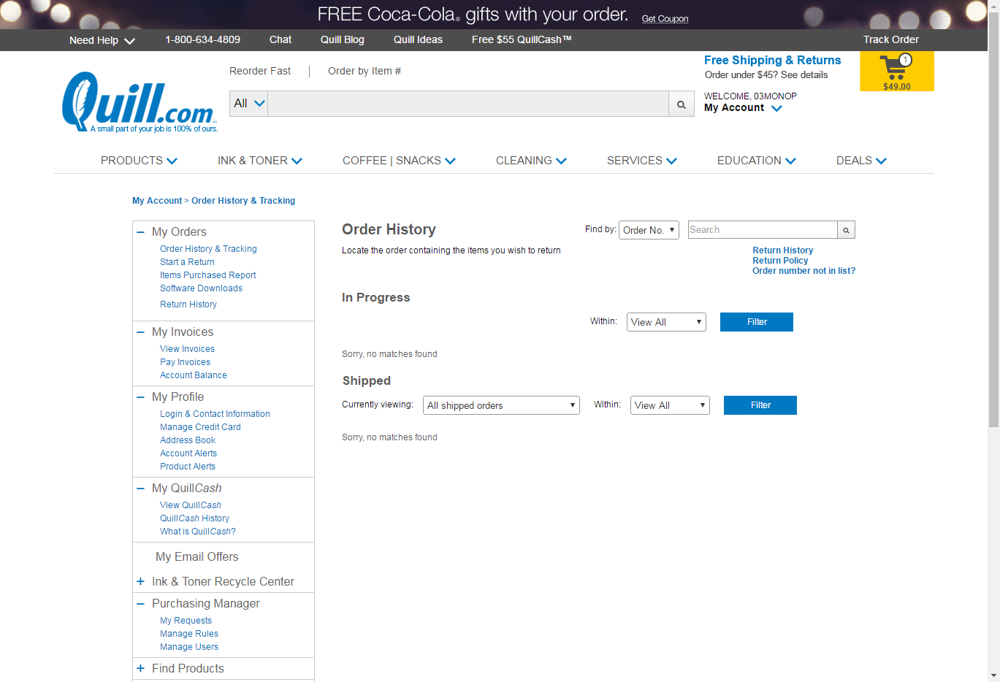 FREE Coca-Cola® gifts with your order. Get Coupon
Need Help 1-800-634-4809 Chat Quill Blog Quill Ideas Free $55 QuillCash™ Track Order
Quill.com
A small part of your job is 100% of ours.
Reorder Fast | Order by Item #
All
Free Shipping & Returns
Order under $45? See details
WELCOME, 03MONOP
My Account
1
$49.00
PRODUCTS INK & TONER COFFEE | SNACKS CLEANING SERVICES EDUCATION DEALS
My Account > Order History & Tracking
My Orders
Order History & Tracking
Start a Return
Items Purchased Report
Software Downloads
Return History
My Invoices
View Invoices
Pay Invoices
Account Balance
My Profile
Login & Contact Information
Manage Credit Card
Address Book
Account Alerts
Product Alerts
My QuillCash
View QuillCash
QuillCash History
What is QuillCash?
My Email Offers
Ink & Toner Recycle Center
Purchasing Manager
My Requests
Manage Rules
Manage Users
Find Products
Order History
Find by: Order No. Search
Locate the order containing the items you wish to return
Return History
Return Policy
Order number not in list?
In Progress
Within: View All Filter
Sorry, no matches found
Shipped
Currently viewing: All shipped orders Within: View All Filter
Sorry, no matches found